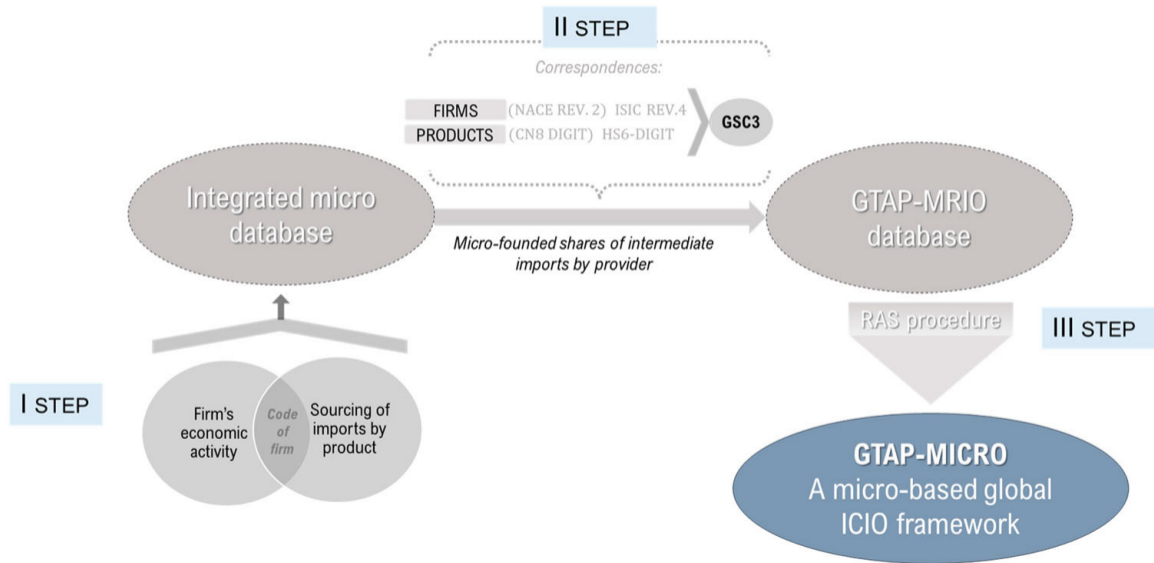 II STEP
Correspondences:
FIRMS (NACE REV. 2) ISIC REV.4
PRODUCTS (CN8 DIGIT) HS6-DIGIT
GSC3
Integrated micro
database
Micro-founded shares of intermediate
imports by provider
GTAP-MRIO
database
RAS procedure
III STEP
I STEP
Firm's
economic
activity
Code
of
firm
Sourcing of
imports by
product
GTAP-MICRO
A micro-based global
ICIO framework